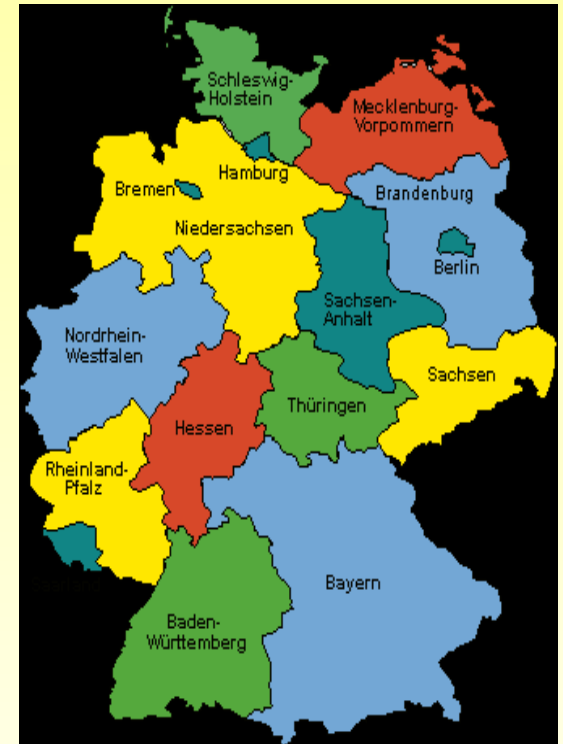 Schleswig-
Holstein
Mecklenburg-
Vorpommern
Hamburg
Bremen
Brandenburg
Niedersachsen
Berlin
Sachsen-
Anhalt
Nordrhein-
Westfalen
Sachsen
Thüringen
Hessen
Rheinland-
Pfalz
Saarland
Bayern
Baden-
Württemberg